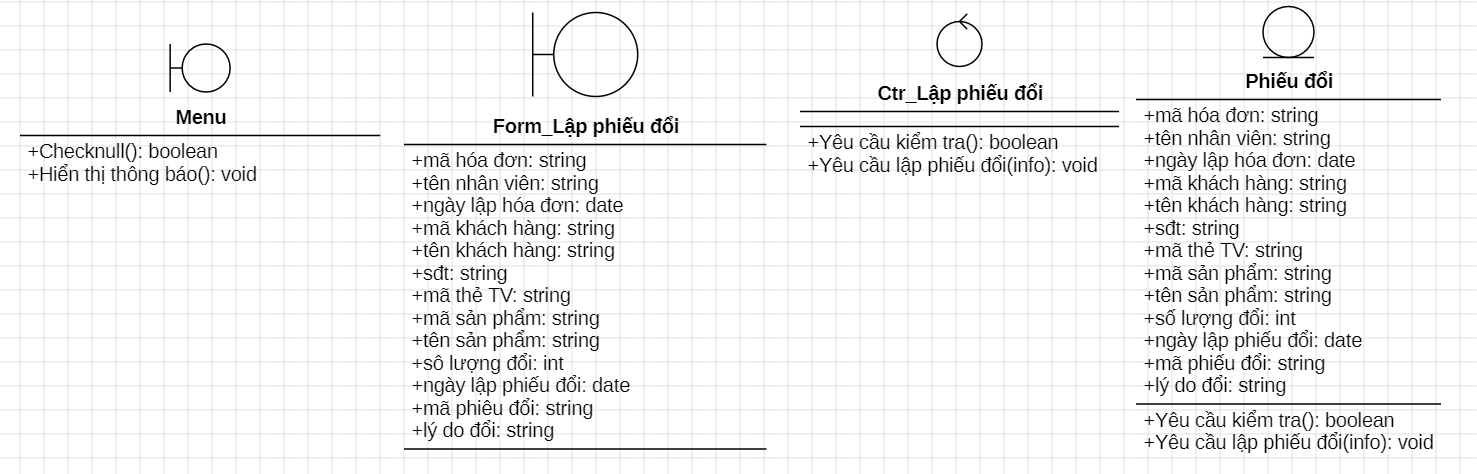 Menu
+Checknull(): boolean
+Hiển thị thông báo(): void
Form_Lập phiếu đổi
+mã hóa đơn: string
+tên nhân viên: string
+ngày lập hóa đơn: date
+mã khách hàng: string
+tên khách hàng: string
+sđt: string
+mã thẻ TV: string
+mã sản phẩm: string
+tên sản phẩm: string
+sô lượng đổi: int
+ngày lập phiếu đổi: date
+mã phiêu đổi: string
+lý do đổi: string
Ctr_Lập phiếu đổi
+Yêu cầu kiểm tra(): boolean
+Yêu cầu lập phiếu đổi(info): void
Phiếu đổi
+mã hóa đơn: string
+tên nhân viên: string
+ngày lập hóa đơn: date
+mã khách hàng: string
+tên khách hàng: string
+sđt: string
+mã thẻ TV: string
+mã sản phẩm: string
+tên sản phẩm: string
+số lượng đổi: int
+ngày lập phiếu đổi: date
+mã phiếu đổi: string
+lý do đổi: string
+Yêu cầu kiểm tra(): boolean
+Yêu cầu lập phiếu đổi(info): void